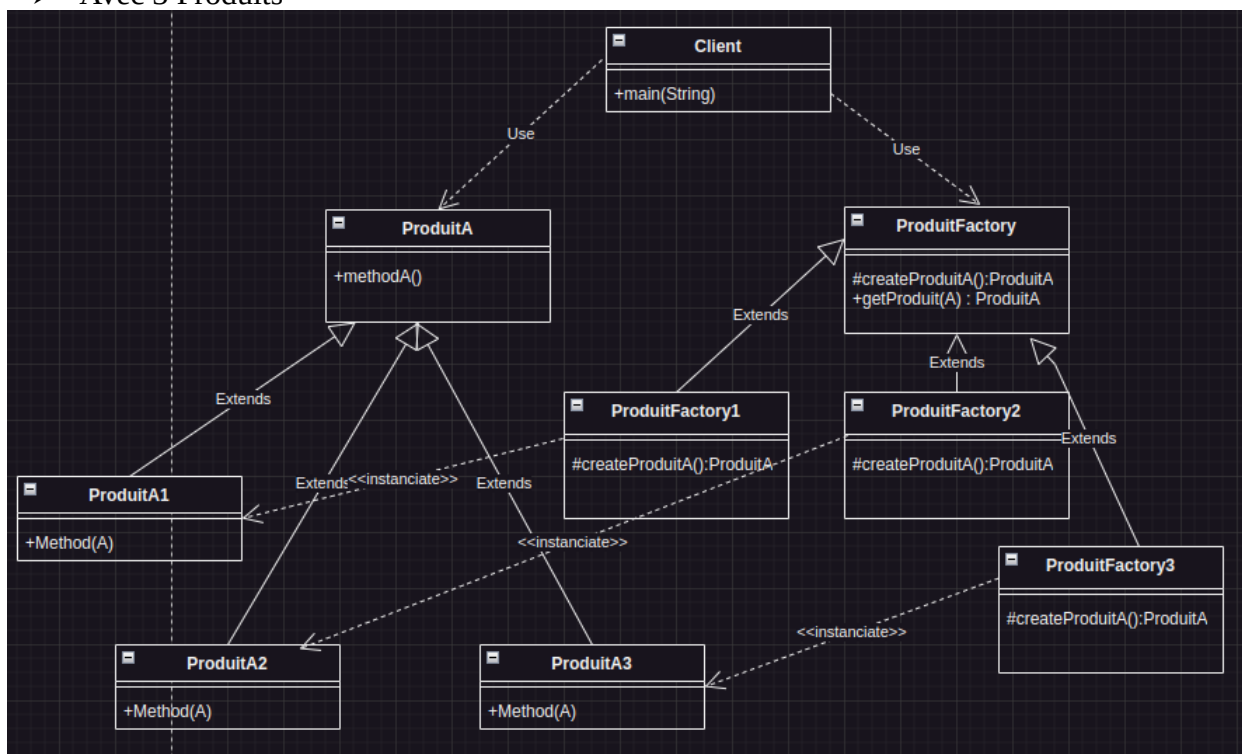 Avec 3 Produits
Client
+main(String)
Use
Use
ProduitA
+methodA()
ProduitFactory
#createProduitA():ProduitA
+getProduit(A) : ProduitA
Extends
Extends
Extends
Extends
ProduitFactory1
#createProduitA():ProduitA
ProduitFactory2
#createProduitA():ProduitA
ProduitA1
+Method(A)
Extends
<<instanciate>>
Extends
<<instanciate>>
ProduitFactory3
#createProduitA():ProduitA
<<instanciate>>
ProduitA2
+Method(A)
ProduitA3
+Method(A)